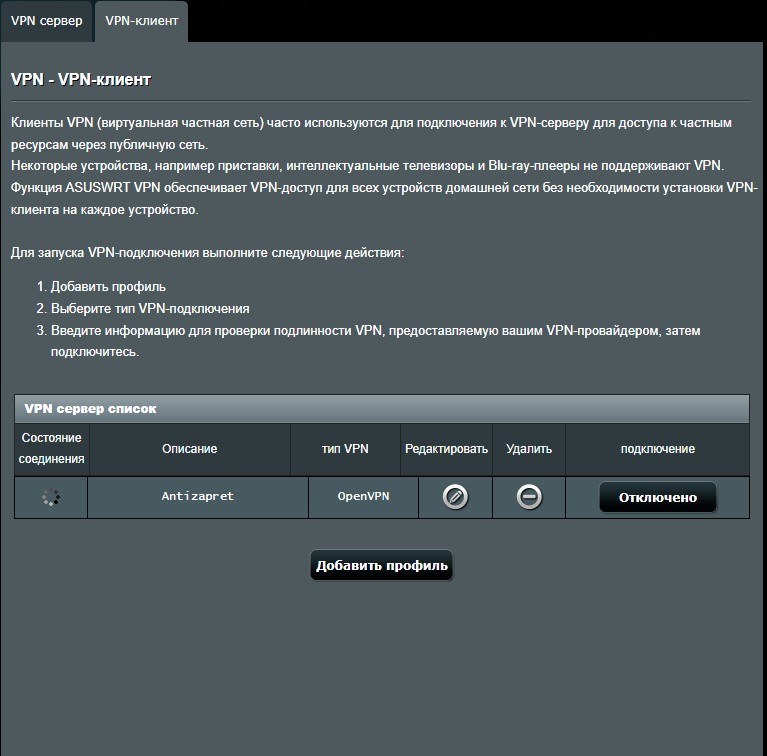 VPN сервер
VPN-клиент
VPN - VPN-клиент
Клиенты VPN (виртуальная частная сеть) часто используются для подключения к VPN-серверу для доступа к частным
ресурсам через публичную сеть.
Некоторые устройства, например приставки, интеллектуальные телевизоры и Blu-ray-плееры не поддерживают VPN.
Функция ASUSWRT VPN обеспечивает VPN-доступ для всех устройств домашней сети без необходимости установки VPN-
клиента на каждое устройство.
Для запуска VPN-подключения выполните следующие действия:
1. Добавить профиль
2. Выберите тип VPN-подключения
3. Введите информацию для проверки подлинности VPN, предоставляемую вашим VPN-провайдером, затем
подключитесь.
VPN сервер список
Состояние
соединения
Описание
тип VPN
Редактировать
Удалить
подключение
Antizapret
OpenVPN
Отключено
Добавить профиль